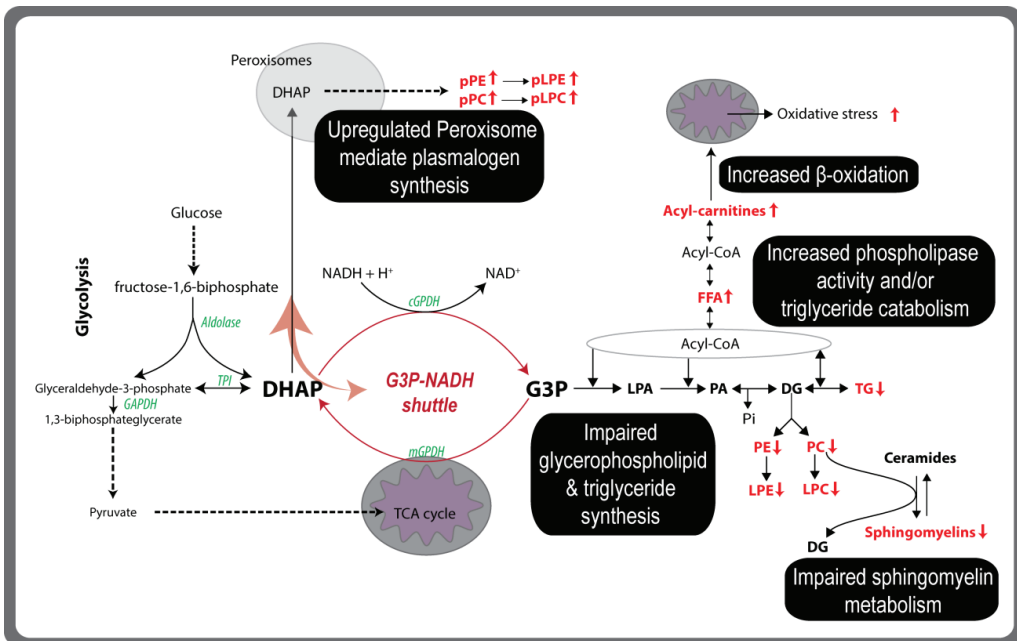 Peroxisomes
DHAP
pPE↑ → pLPE↑
pPC↑ → pLPC↑
Upregulated Peroxisome
mediate plasmalogen
synthesis
Oxidative stress ↑
Increased β-oxidation
Acyl-carnitines ↑
Acyl-CoA
FFA↑
Increased phospholipase
activity and/or
triglyceride catabolism
Acyl-CoA
Glycolysis
Glucose
fructose-1,6-biphosphate
Aldolase
Glyceraldehyde-3-phosphate
TPI
GAPDH
1,3-biphosphateglycerate
Pyruvate
DHAP
NADH + H⁺
NAD⁺
cGPDH
G3P-NADH
shuttle
mGPDH
TCA cycle
G3P
LPA
PA
Pi
DG
TG↓
Impaired
glycerophospholipid
& triglyceride
synthesis
PE↓
PC↓
LPE↓
LPC↓
Ceramides
Sphingomyelins↓
DG
Impaired sphingomyelin
metabolism